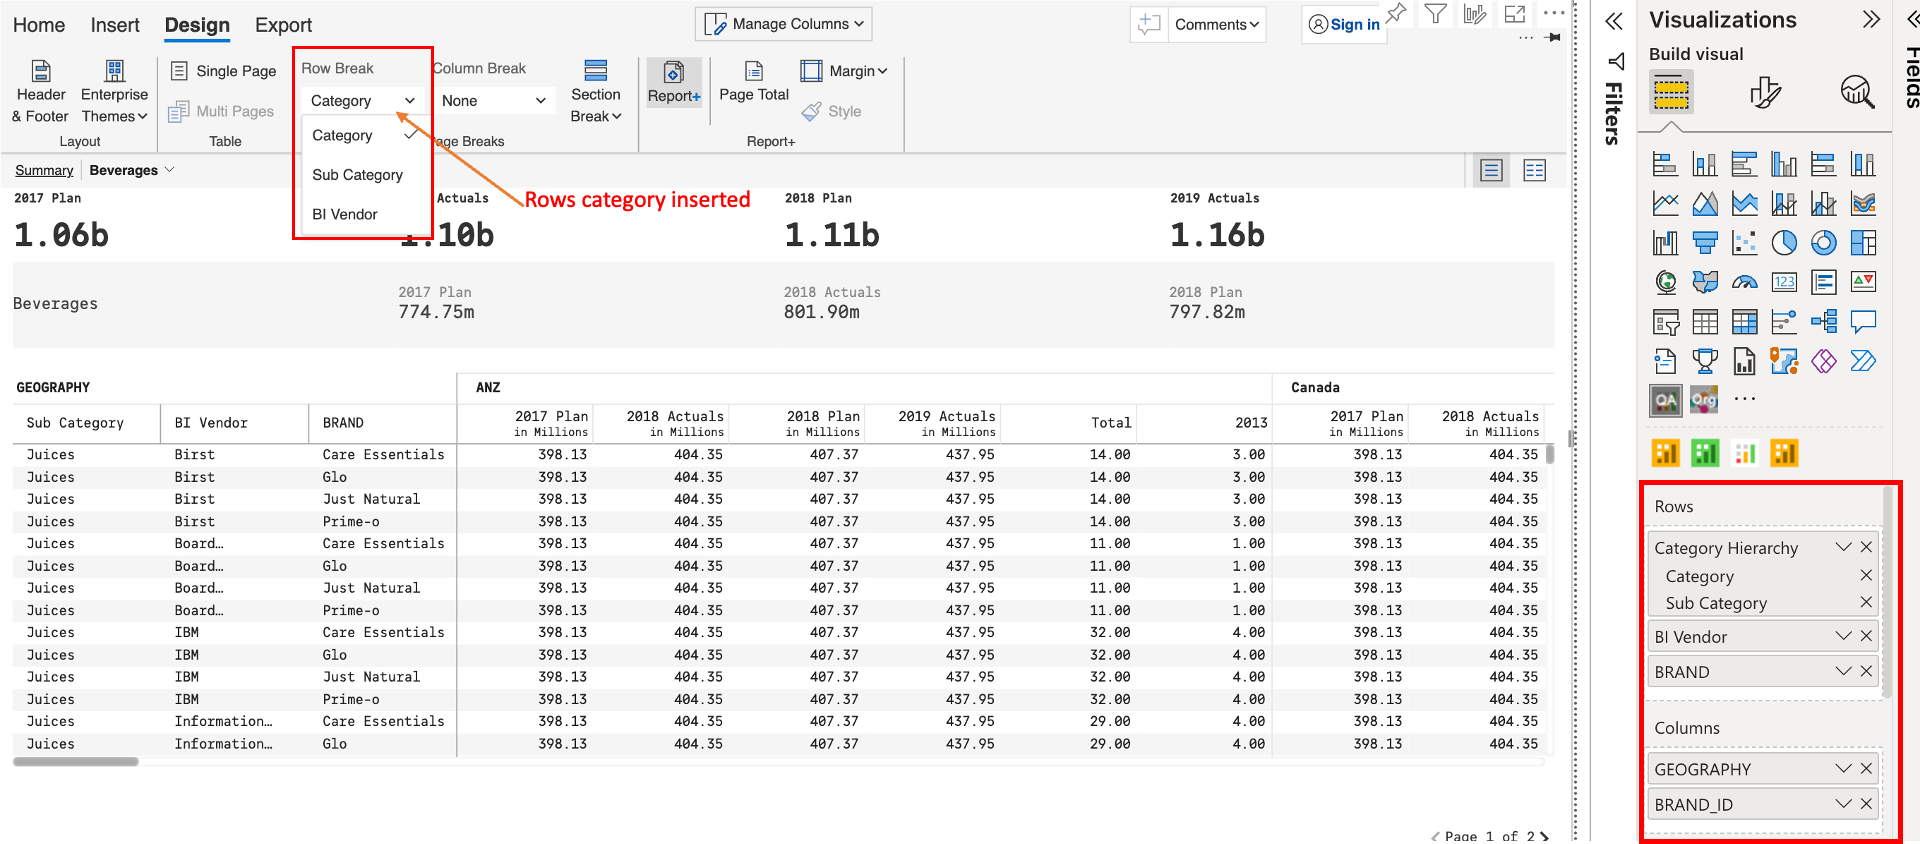 Home Insert Design Export
Manage Columns
Comments
Sign in
Visualizations
Build visual
Filters
Fields
Header & Footer
Enterprise Themes
Layout
Single Page
Multi Pages
Table
Row Break
Category
Category
Sub Category
BI Vendor
Column Break
None
Section Break
age Breaks
Report+
Page Total
Margin
Style
Report+
Rows category inserted
Summary Beverages
2017 Plan Actuals 2018 Plan 2019 Actuals
1.06b 1.10b 1.11b 1.16b
2017 Plan 2018 Actuals 2018 Plan
Beverages 774.75m 801.90m 797.82m
GEOGRAPHY ANZ Canada
Sub Category BI Vendor BRAND 2017 Plan in Millions 2018 Actuals in Millions 2018 Plan in Millions 2019 Actuals in Millions Total 2013 2017 Plan in Millions 2018 Actuals in Millions
Juices Birst Care Essentials 398.13 404.35 407.37 437.95 14.00 3.00 398.13 404.35
Juices Birst Glo 398.13 404.35 407.37 437.95 14.00 3.00 398.13 404.35
Juices Birst Just Natural 398.13 404.35 407.37 437.95 14.00 3.00 398.13 404.35
Juices Birst Prime-o 398.13 404.35 407.37 437.95 14.00 3.00 398.13 404.35
Juices Board… Care Essentials 398.13 404.35 407.37 437.95 11.00 1.00 398.13 404.35
Juices Board… Glo 398.13 404.35 407.37 437.95 11.00 1.00 398.13 404.35
Juices Board… Just Natural 398.13 404.35 407.37 437.95 11.00 1.00 398.13 404.35
Juices Board… Prime-o 398.13 404.35 407.37 437.95 11.00 1.00 398.13 404.35
Juices IBM Care Essentials 398.13 404.35 407.37 437.95 32.00 4.00 398.13 404.35
Juices IBM Glo 398.13 404.35 407.37 437.95 32.00 4.00 398.13 404.35
Juices IBM Just Natural 398.13 404.35 407.37 437.95 32.00 4.00 398.13 404.35
Juices IBM Prime-o 398.13 404.35 407.37 437.95 32.00 4.00 398.13 404.35
Juices Information… Care Essentials 398.13 404.35 407.37 437.95 29.00 4.00 398.13 404.35
Juices Information… Glo 398.13 404.35 407.37 437.95 29.00 4.00 398.13 404.35
Page 1 of 2
123
QA Org
Rows
Category Hierarchy
Category
Sub Category
BI Vendor
BRAND
Columns
GEOGRAPHY
BRAND_ID